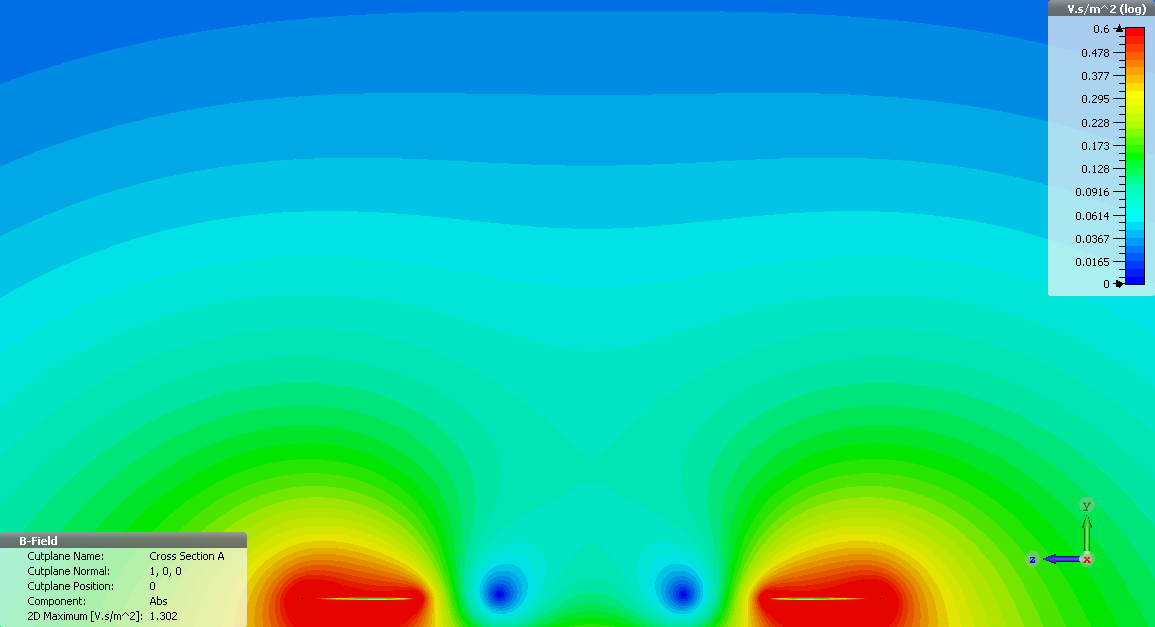 V.s/m^2 (log)
0.6
0.478
0.377
0.295
0.228
0.173
0.128
0.0916
0.0614
0.0367
0.0165
0
y
z
x
B-Field
Cutplane Name: Cross Section A
Cutplane Normal: 1, 0, 0
Cutplane Position: 0
Component: Abs
2D Maximum [V.s/m^2]: 1.302